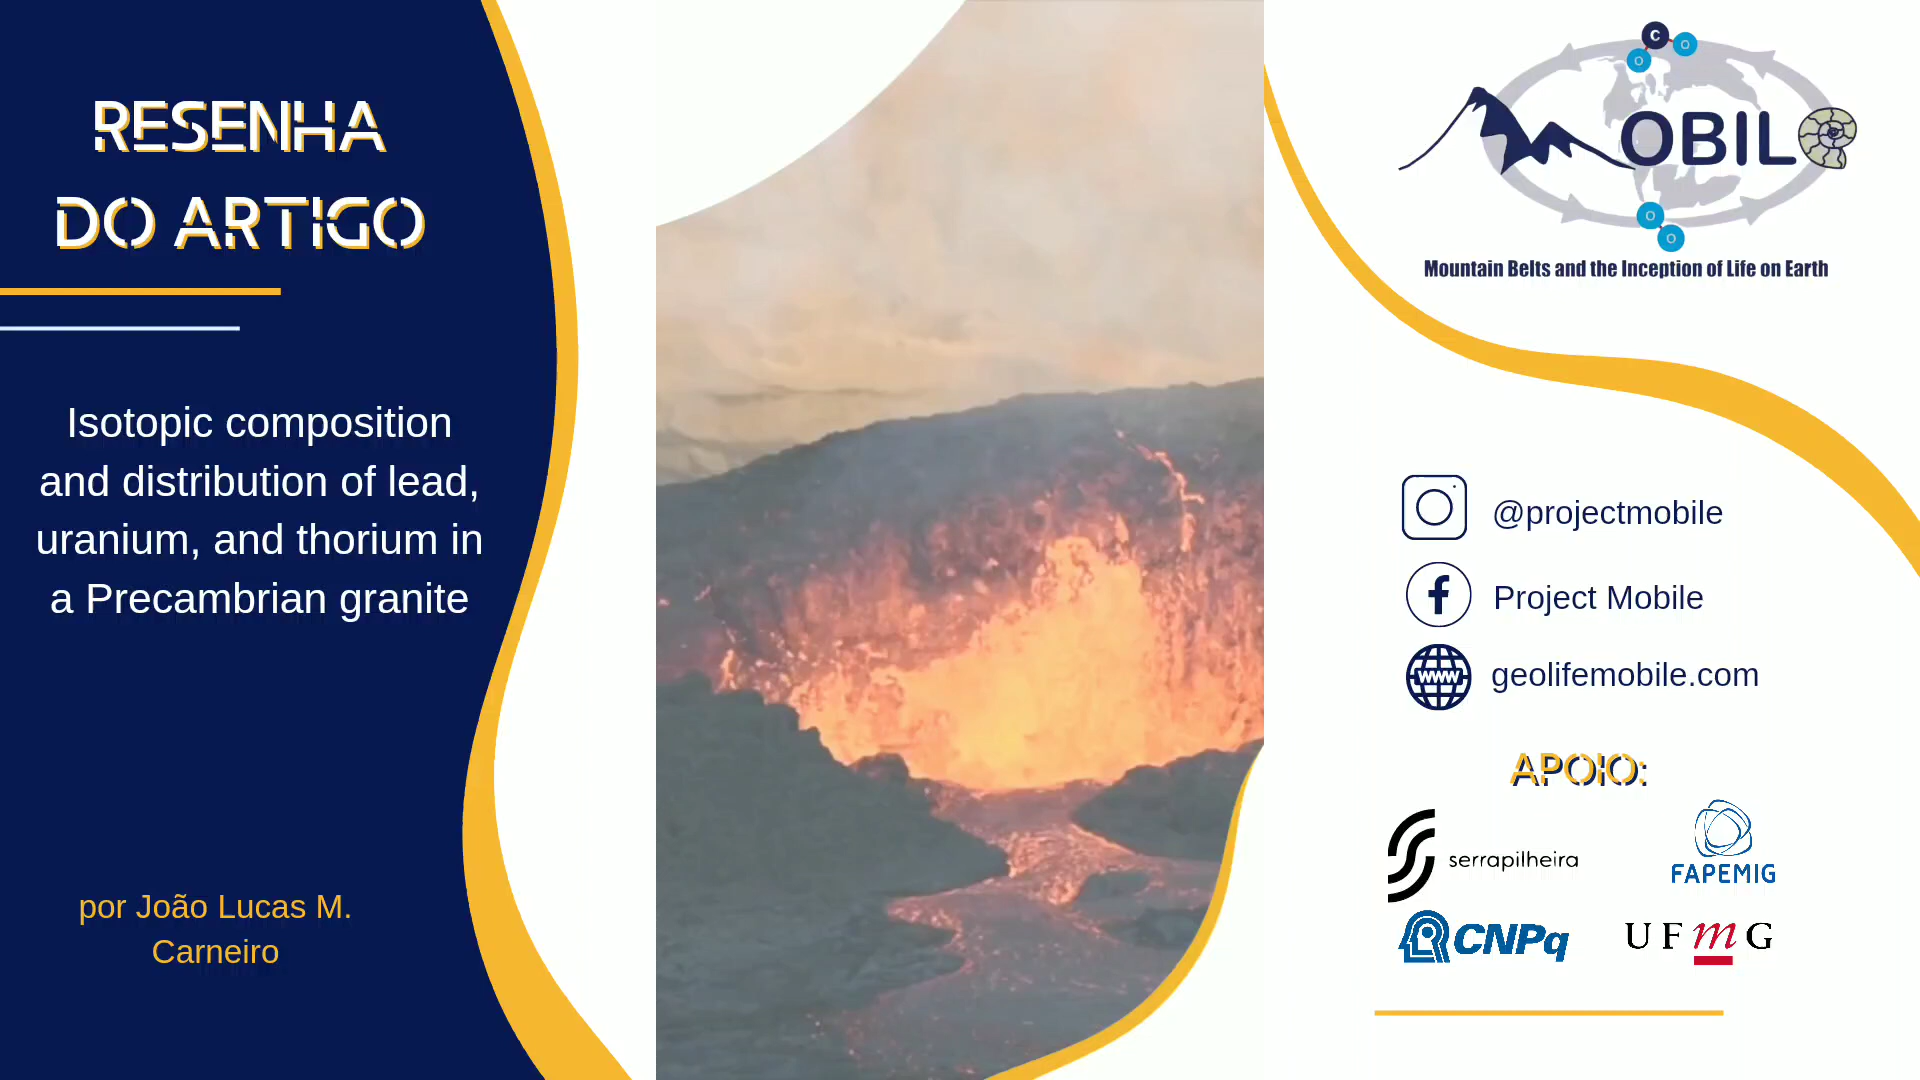 RESENHA
DO ARTIGO
Isotopic composition
and distribution of lead,
uranium, and thorium in
a Precambrian granite
por João Lucas M.
Carneiro
C
O
O
MOBIL
O
O
Mountain Belts and the Inception of Life on Earth
@projectmobile
Project Mobile
www
geolifemobile.com
APOIO:
serrapilheira
FAPEMIG
CNPq
UFmG